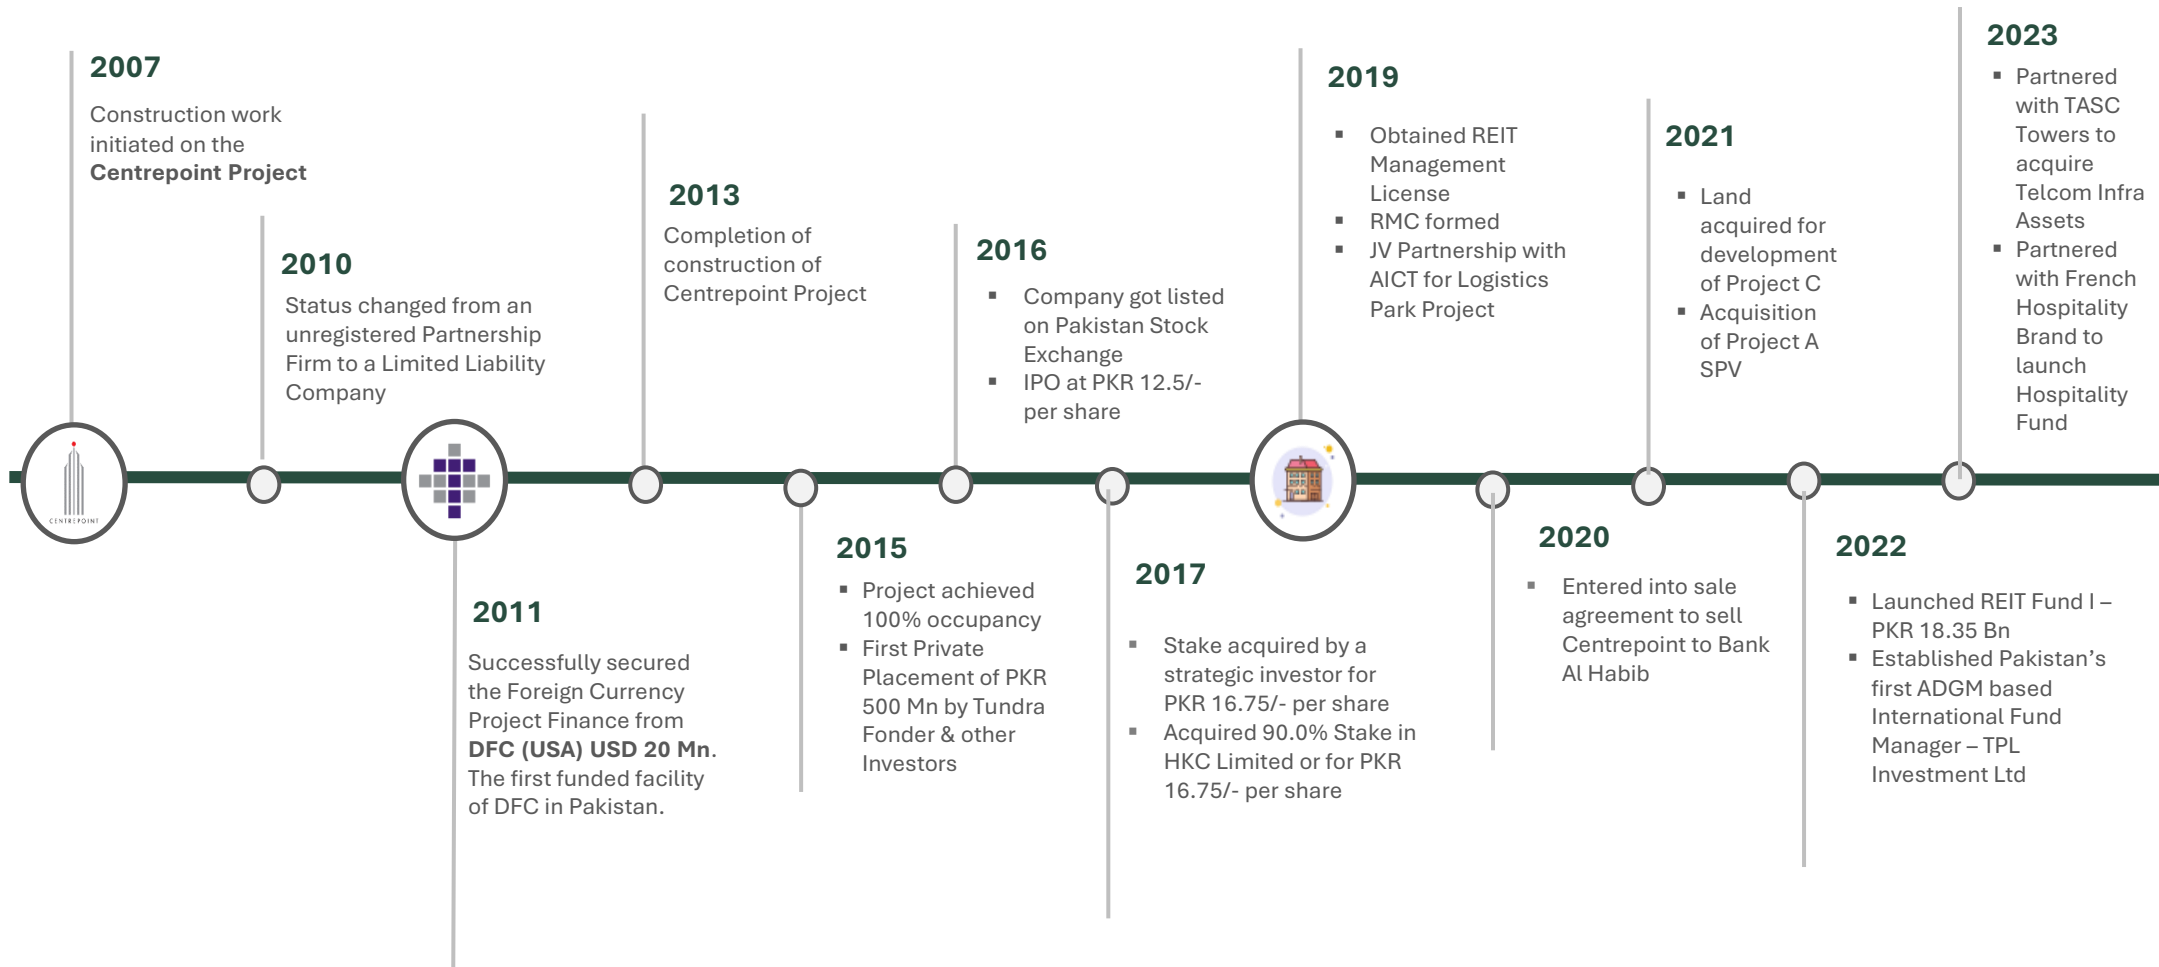 2007
Construction work
initiated on the
Centrepoint Project
2010
Status changed from an
unregistered Partnership
Firm to a Limited Liability
Company
2011
Successfully secured
the Foreign Currency
Project Finance from
DFC (USA) USD 20 Mn.
The first funded facility
of DFC in Pakistan.
2013
Completion of
construction of
Centrepoint Project
2015
▪ Project achieved
100% occupancy
▪ First Private
Placement of PKR
500 Mn by Tundra
Fonder & other
Investors
2016
▪ Company got listed
on Pakistan Stock
Exchange
▪ IPO at PKR 12.5/-
per share
2017
▪ Stake acquired by a
strategic investor for
PKR 16.75/- per share
▪ Acquired 90.0% Stake in
HKC Limited or for PKR
16.75/- per share
2019
▪ Obtained REIT
Management
License
▪ RMC formed
▪ JV Partnership with
AICT for Logistics
Park Project
2020
▪ Entered into sale
agreement to sell
Centrepoint to Bank
Al Habib
2021
▪ Land
acquired for
development
of Project C
▪ Acquisition
of Project A
SPV
2022
▪ Launched REIT Fund I –
PKR 18.35 Bn
▪ Established Pakistan’s
first ADGM based
International Fund
Manager – TPL
Investment Ltd
2023
▪ Partnered
with TASC
Towers to
acquire
Telcom Infra
Assets
▪ Partnered
with French
Hospitality
Brand to
launch
Hospitality
Fund
CENTREPOINT